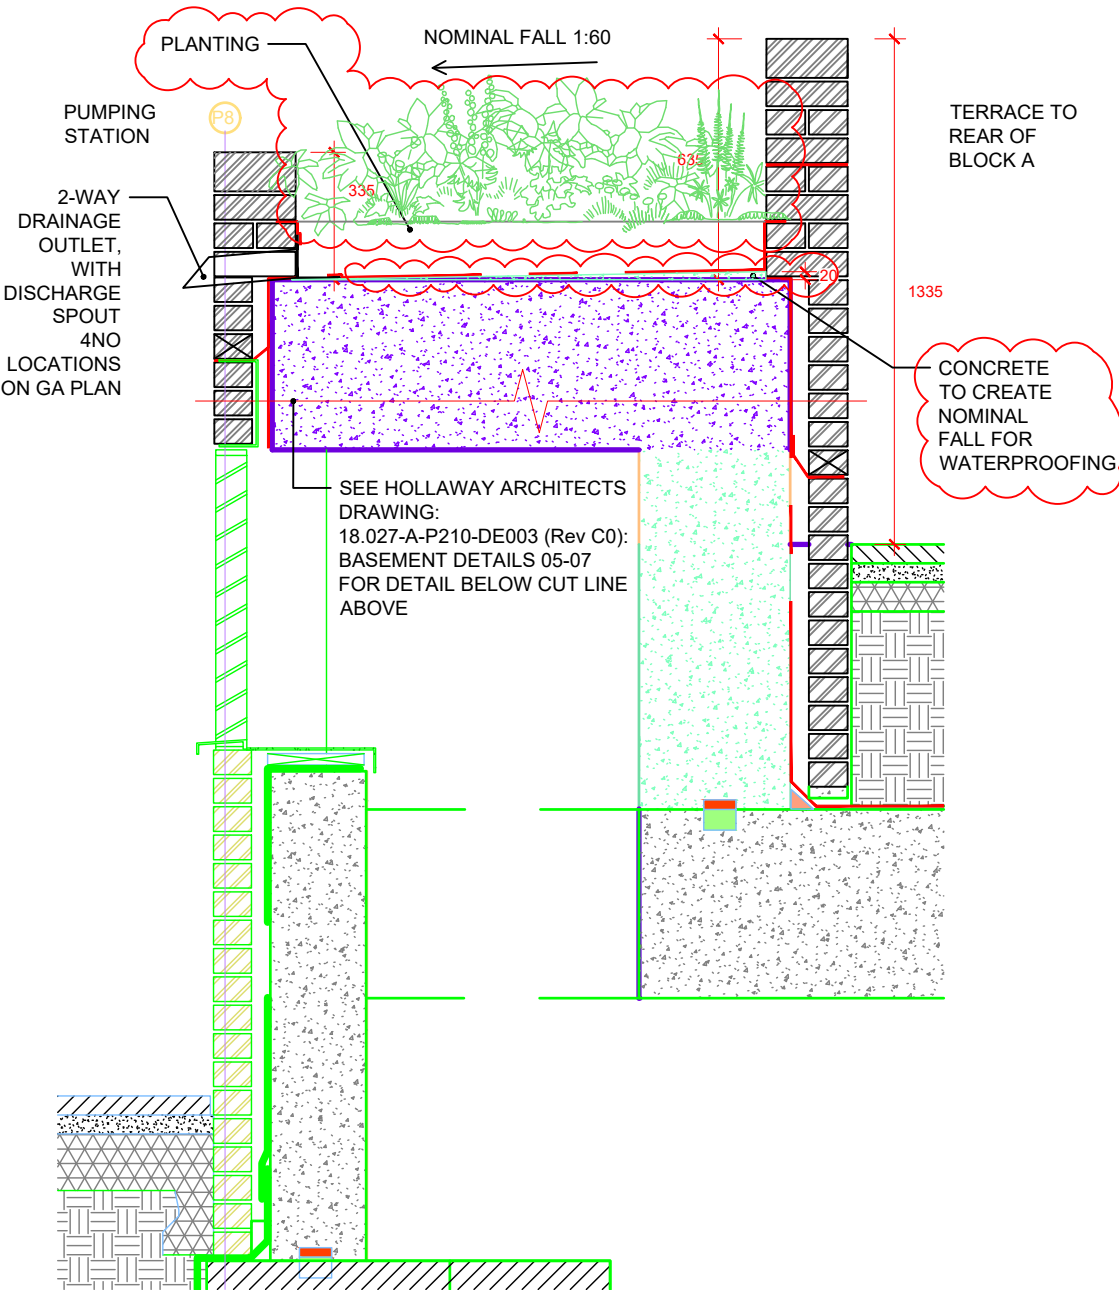 PLANTING
NOMINAL FALL 1:60
PUMPING
STATION
P8
TERRACE TO
REAR OF
BLOCK A
635
335
2-WAY
DRAINAGE
OUTLET,
WITH
DISCHARGE
SPOUT
4NO
LOCATIONS
ON GA PLAN
20
1335
CONCRETE
TO CREATE
NOMINAL
FALL FOR
WATERPROOFING
SEE HOLLAWAY ARCHITECTS
DRAWING:
18.027-A-P210-DE003 (Rev C0):
BASEMENT DETAILS 05-07
FOR DETAIL BELOW CUT LINE
ABOVE